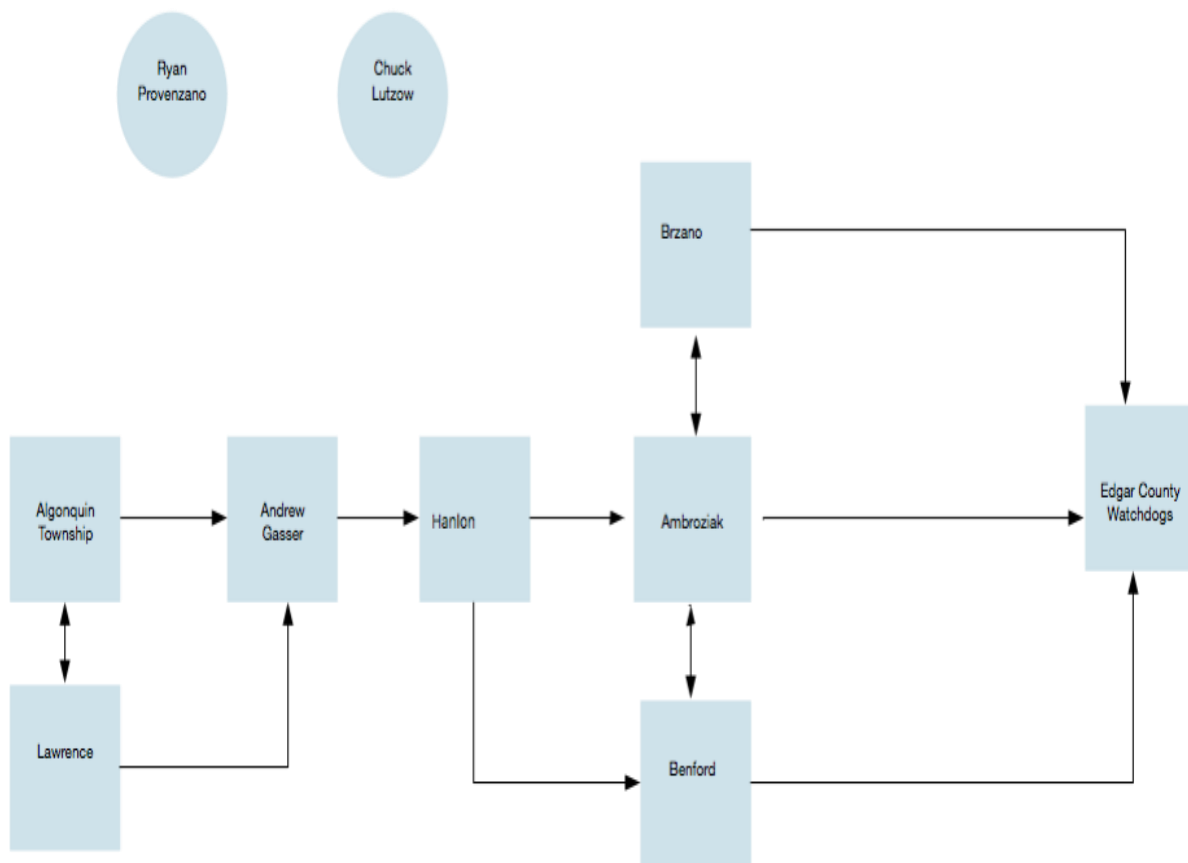 Ryan
Provenzano
Chuck
Lutzow
Brzano
Algonquin
Township
Andrew
Gasser
Hanlon
Ambroziak
Edgar County
Watchdogs
Lawrence
Benford